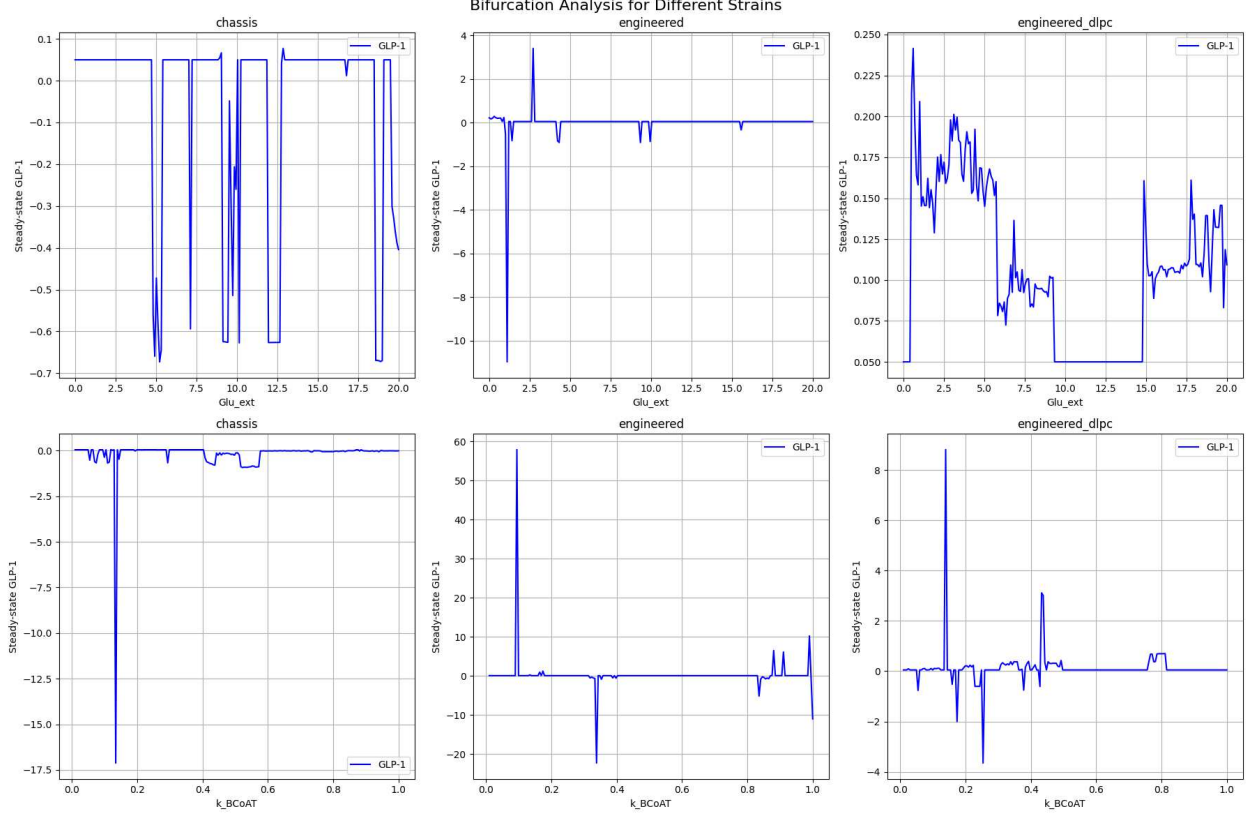 Bifurcation Analysis for Different Strains
chassis
GLP-1
Steady-state GLP-1
0.1
0.0
−0.1
−0.2
−0.3
−0.4
−0.5
−0.6
−0.7
0.0 2.5 5.0 7.5 10.0 12.5 15.0 17.5 20.0
Glu_ext
engineered
GLP-1
Steady-state GLP-1
4
2
0
−2
−4
−6
−8
−10
0.0 2.5 5.0 7.5 10.0 12.5 15.0 17.5 20.0
Glu_ext
engineered_dlpc
GLP-1
Steady-state GLP-1
0.250
0.225
0.200
0.175
0.150
0.125
0.100
0.075
0.050
0.0 2.5 5.0 7.5 10.0 12.5 15.0 17.5 20.0
Glu_ext
chassis
Steady-state GLP-1
0.0
−2.5
−5.0
−7.5
−10.0
−12.5
−15.0
−17.5
GLP-1
0.0 0.2 0.4 0.6 0.8 1.0
k_BCoAT
engineered
GLP-1
Steady-state GLP-1
60
50
40
30
20
10
0
−10
−20
0.0 0.2 0.4 0.6 0.8 1.0
k_BCoAT
engineered_dlpc
GLP-1
Steady-state GLP-1
8
6
4
2
0
−2
−4
0.0 0.2 0.4 0.6 0.8 1.0
k_BCoAT